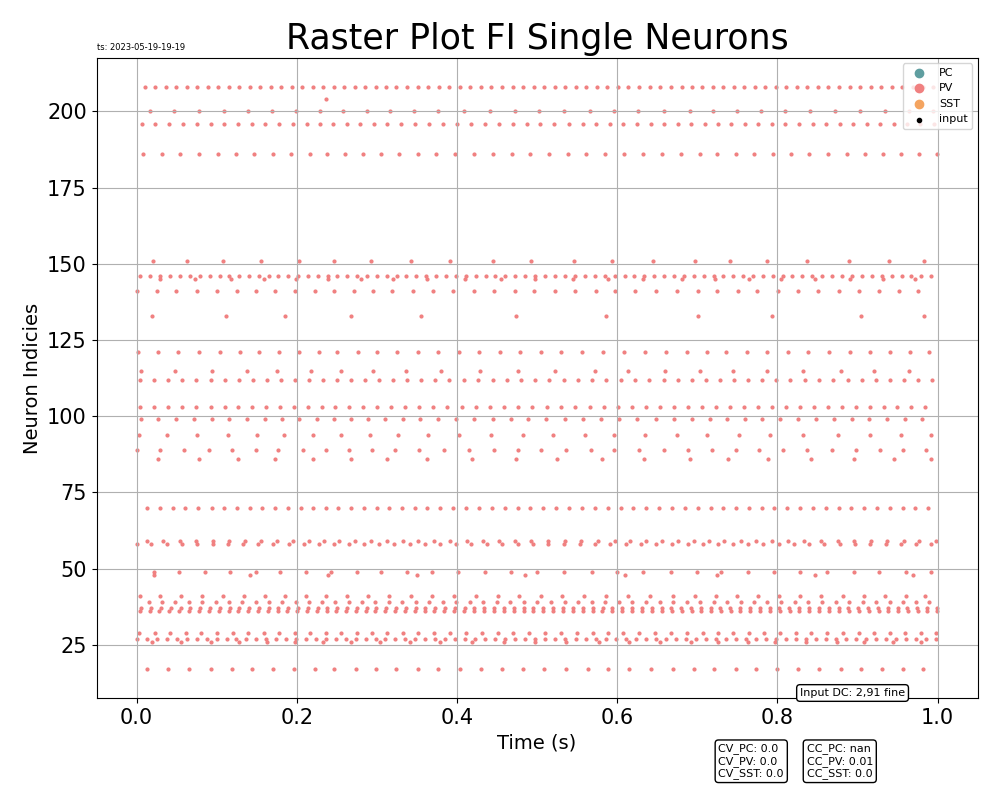 Raster Plot FI Single Neurons
ts: 2023-05-19-19-19
PC
PV
SST
input
200
175
150
125
100
75
50
25
Neuron Indicies
0.0 0.2 0.4 0.6 0.8 1.0
Time (s)
Input DC: 2,91 fine
CV_PC: 0.0
CV_PV: 0.0
CV_SST: 0.0
CC_PC: nan
CC_PV: 0.01
CC_SST: 0.0